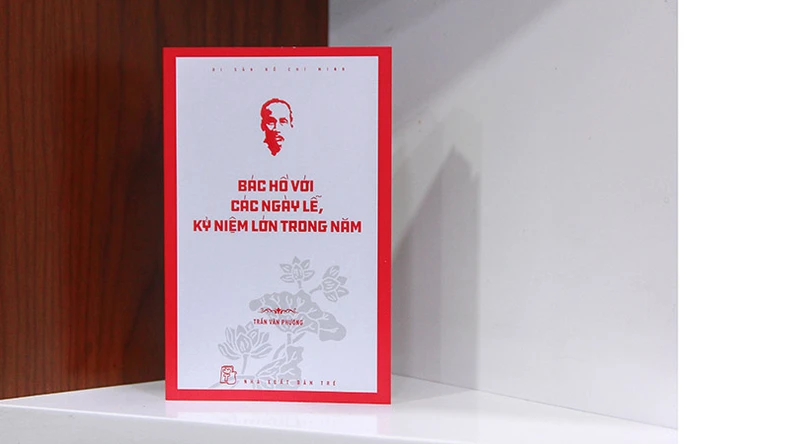 DI SẢN HỒ CHÍ MINH
BÁC HỒ VỚI
CÁC NGÀY LỄ,
KỶ NIỆM LỚN TRONG NĂM
TRẦN VĂN PHƯƠNG
NHÀ XUẤT BẢN TRẺ